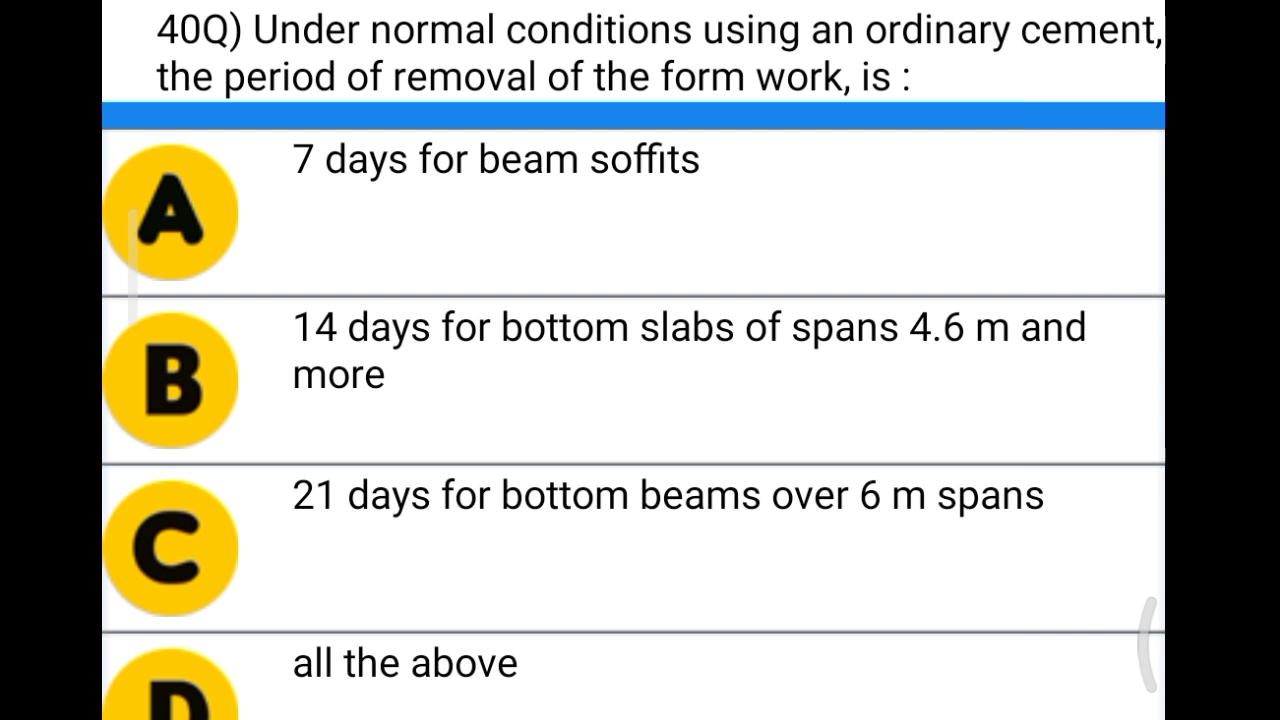 40Q) Under normal conditions using an ordinary cement,
the period of removal of the form work, is :
A
7 days for beam soffits
B
14 days for bottom slabs of spans 4.6 m and
more
C
21 days for bottom beams over 6 m spans
D
all the above